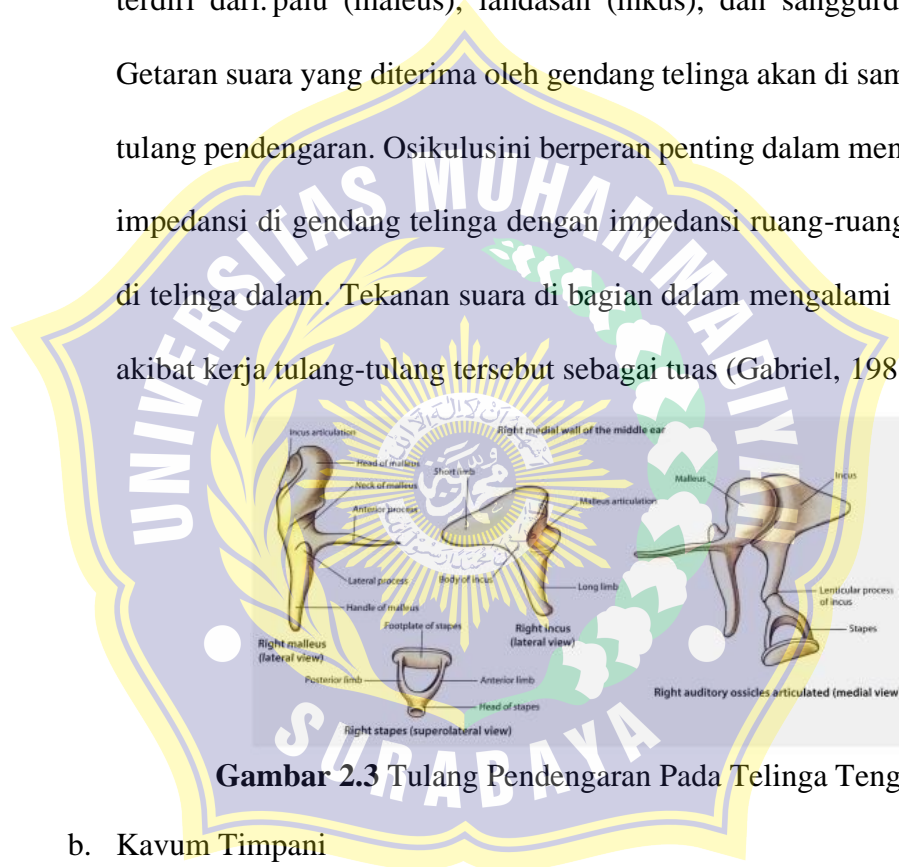 terdiri dari: palu (maleus), landasan (inkus), dan sanggurd
Getaran suara yang diterima oleh gendang telinga akan di sam
tulang pendengaran. Osikulusini berperan penting dalam men
impedansi di gendang telinga dengan impedansi ruang-ruang
di telinga dalam. Tekanan suara di bagian dalam mengalami
akibat kerja tulang-tulang tersebut sebagai tuas (Gabriel, 198
UNIVERSITAS MUHAMMADIYAH
SURABAYA
Right medial wall of the middle ear
Incus articulation
Head of malleus
Neck of malleus
Anterior process
Lateral process
Handle of malleus
Right malleus
(lateral view)
Short limb
Malleus articulation
Body of incus
Long limb
Right incus
(lateral view)
Footplate of stapes
Posterior limb
Anterior limb
Head of stapes
Right stapes (superolateral view)
Malleus
Incus
Lenticular process
of incus
Stapes
Right auditory ossicles articulated (medial view
Gambar 2.3 Tulang Pendengaran Pada Telinga Teng
b. Kavum Timpani